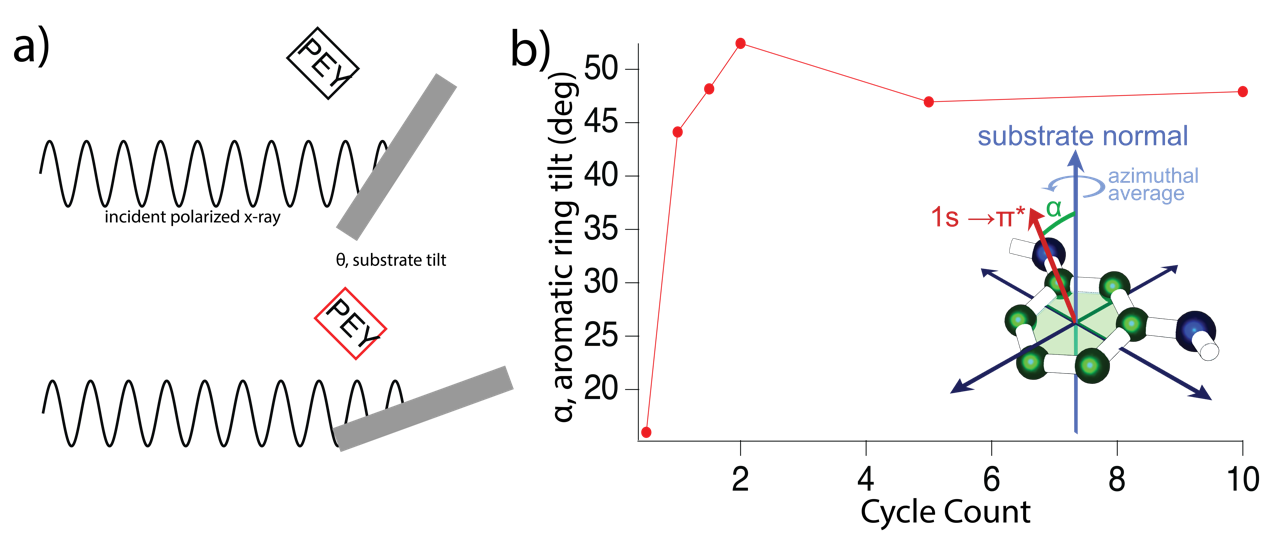 a)
PEY
incident polarized x-ray
θ, substrate tilt
PEY
b)
α, aromatic ring tilt (deg)
50
45
40
35
30
25
20
2
4
6
8
10
Cycle Count
substrate normal
azimuthal
average
α
1s →π*